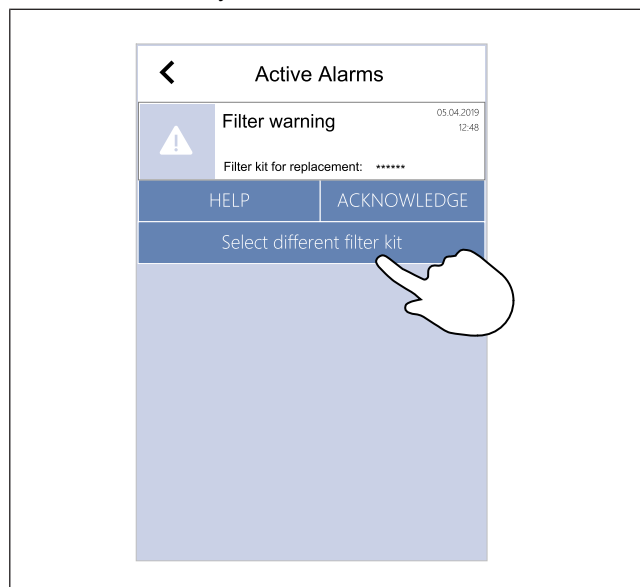 Active Alarms
Filter warning
05.04.2019
12:48
Filter kit for replacement: ******
HELP
ACKNOWLEDGE
Select different filter kit